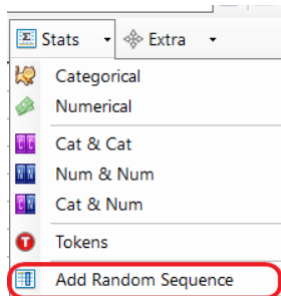 Stats Extra
Categorical
Numerical
C C Cat & Cat
N N Num & Num
C N Cat & Num
T Tokens
Add Random Sequence